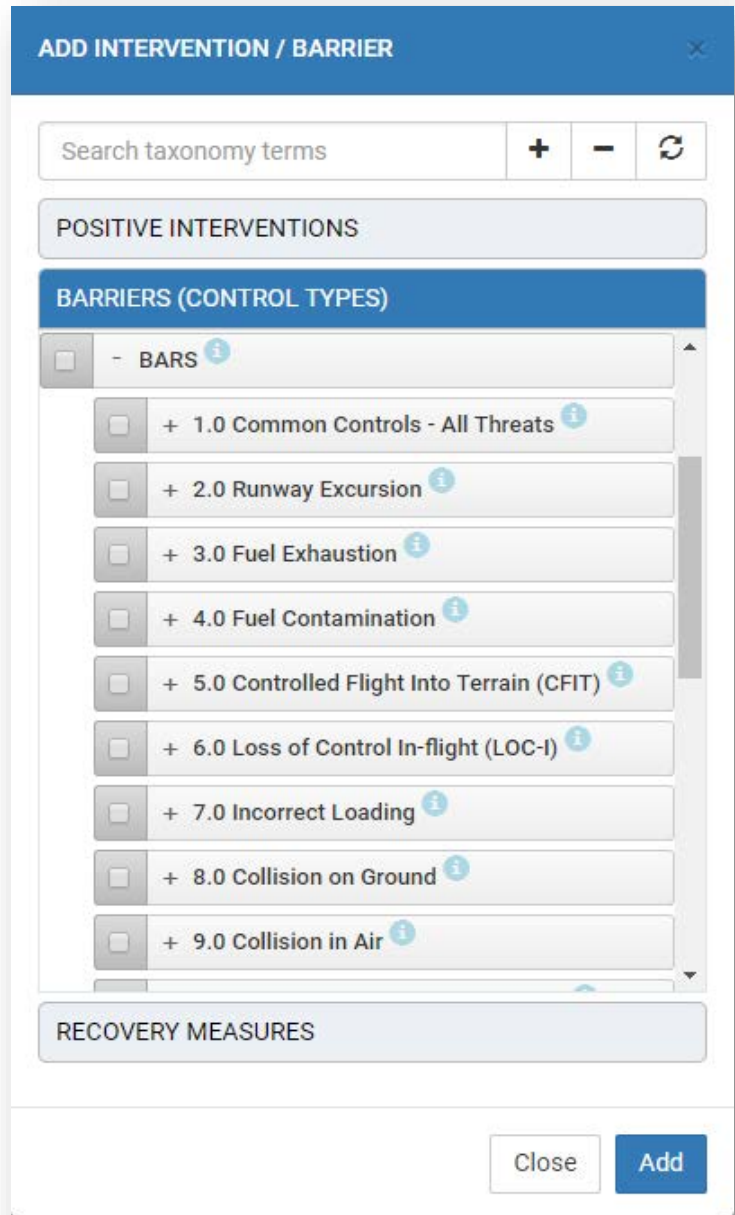 ADD INTERVENTION / BARRIER ×
Search taxonomy terms
POSITIVE INTERVENTIONS
BARRIERS (CONTROL TYPES)
- BARS
+ 1.0 Common Controls - All Threats
+ 2.0 Runway Excursion
+ 3.0 Fuel Exhaustion
+ 4.0 Fuel Contamination
+ 5.0 Controlled Flight Into Terrain (CFIT)
+ 6.0 Loss of Control In-flight (LOC-I)
+ 7.0 Incorrect Loading
+ 8.0 Collision on Ground
+ 9.0 Collision in Air
RECOVERY MEASURES
Close Add